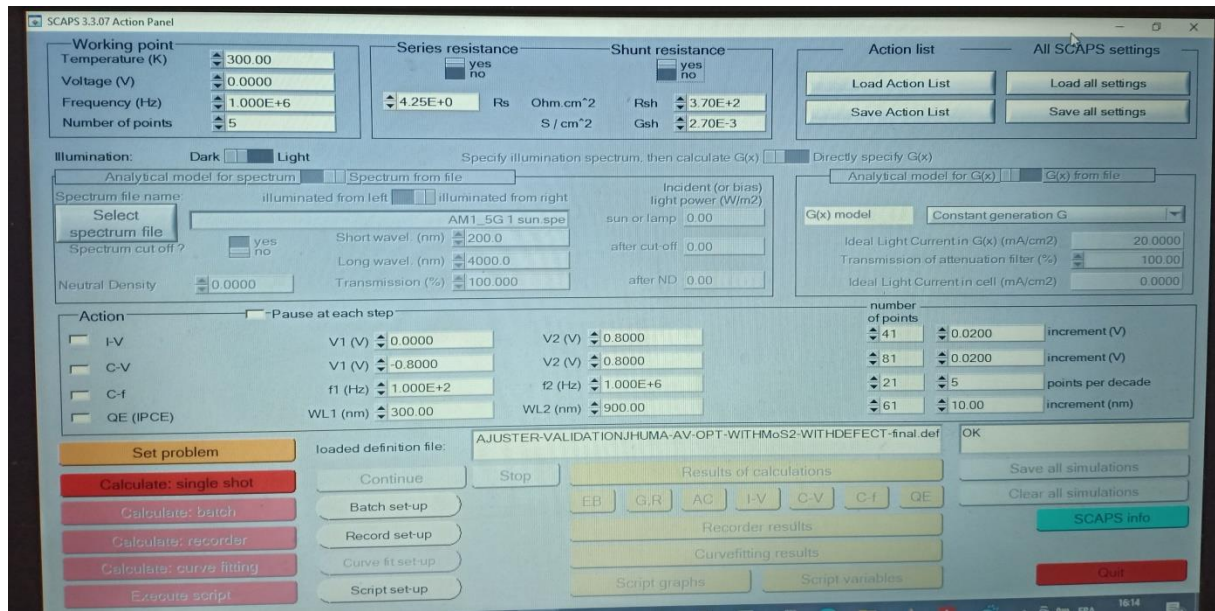 SCAPS 3.3.07 Action Panel
Working point
Temperature (K) 300.00
Voltage (V) 0.0000
Frequency (Hz) 1.000E+6
Number of points 5
Series resistance
yes
no
4.25E+0 Rs Ohm.cm^2
S / cm^2
Shunt resistance
yes
no
Rsh 3.70E+2
Gsh 2.70E-3
Action list
Load Action List
Save Action List
All SCAPS settings
Load all settings
Save all settings
Illumination: Dark Light
Specify illumination spectrum, then calculate G(x) Directly specify G(x)
Analytical model for spectrum Spectrum from file
Spectrum file name illuminated from left illuminated from right
Select
spectrum file
AM1_5G 1 sun.spe
Spectrum cut off ? yes
no
Short wavel. (nm) 200.0
Long wavel. (nm) 4000.0
Neutral Density 0.0000
Transmission (%) 100.000
Incident (or bias)
light power (W/m2)
sun or lamp 0.00
after cut-off 0.00
after ND 0.00
Analytical model for G(x) G(x) from file
G(x) model Constant generation G
Ideal Light Current in G(x) (mA/cm2) 20.0000
Transmission of attenuation filter (%) 100.00
Ideal Light Current in cell (mA/cm2) 0.0000
Action Pause at each step
number
of points
I-V V1 (V) 0.0000 V2 (V) 0.8000 41 0.0200 increment (V)
C-V V1 (V) -0.8000 V2 (V) 0.8000 81 0.0200 increment (V)
C-f f1 (Hz) 1.000E+2 f2 (Hz) 1.000E+6 21 5 points per decade
QE (IPCE) WL1 (nm) 300.00 WL2 (nm) 900.00 61 10.00 increment (nm)
Set problem
loaded definition file: AJUSTER-VALIDATIONJHUMA-AV-OPT-WITHMoS2-WITHDEFECT-final.def OK
Calculate: single shot
Calculate: batch
Calculate: recorder
Calculate: curve fitting
Execute script
Continue Stop
Batch set-up
Record set-up
Curve fit set-up
Script set-up
Results of calculations
EB G,R AC I-V C-V C-f QE
Recorder results
Curvefitting results
Script graphs Script variables
Save all simulations
Clear all simulations
SCAPS info
Quit
16:14